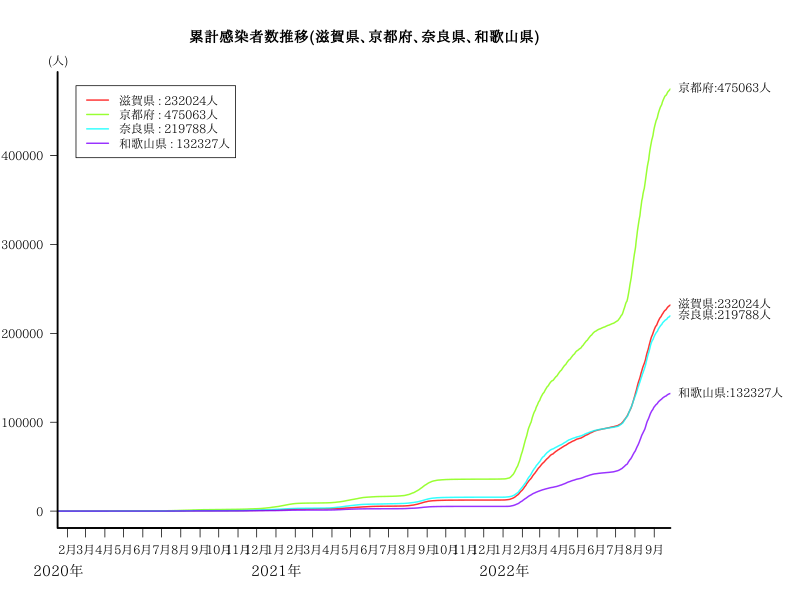 累計感染者数推移(滋賀県、京都府、奈良県、和歌山県)
(人)
滋賀県 : 232024人
京都府 : 475063人
奈良県 : 219788人
和歌山県 : 132327人
京都府:475063人
滋賀県:232024人
奈良県:219788人
和歌山県:132327人
400000
300000
200000
100000
0
2月3月4月5月6月7月8月9月10月11月12月1月2月3月4月5月6月7月8月9月10月11月12月1月2月3月4月5月6月7月8月9月
2020年 2021年 2022年